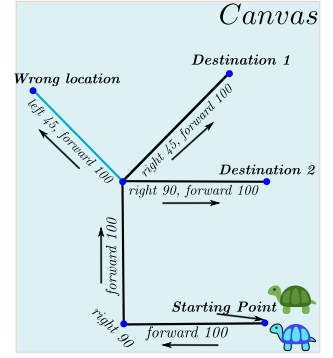 Canvas
Destination 1
Wrong location
left 45, forward 100
right 45, forward 100
Destination 2
right 90, forward 100
forward 100
Starting Point
right 90
forward 100